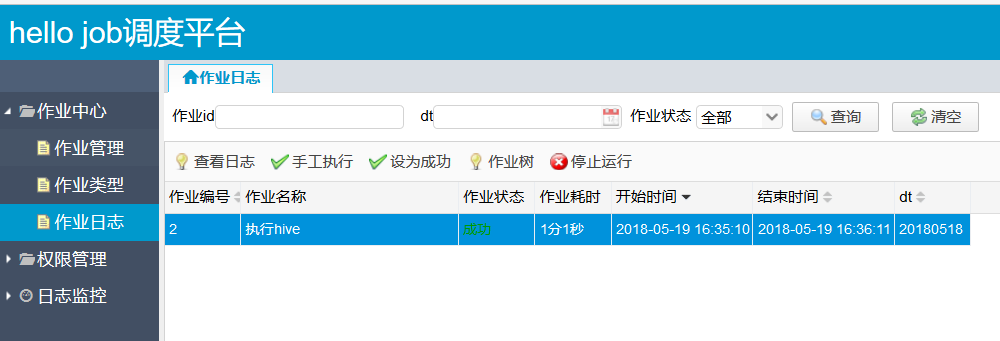 hello job调度平台
作业日志
作业中心
作业管理
作业类型
作业日志
权限管理
日志监控
作业id dt 作业状态 全部 查询 清空
查看日志 手工执行 设为成功 作业树 停止运行
作业编号 作业名称 作业状态 作业耗时 开始时间 结束时间 dt
2 执行hive 成功 1分1秒 2018-05-19 16:35:10 2018-05-19 16:36:11 20180518